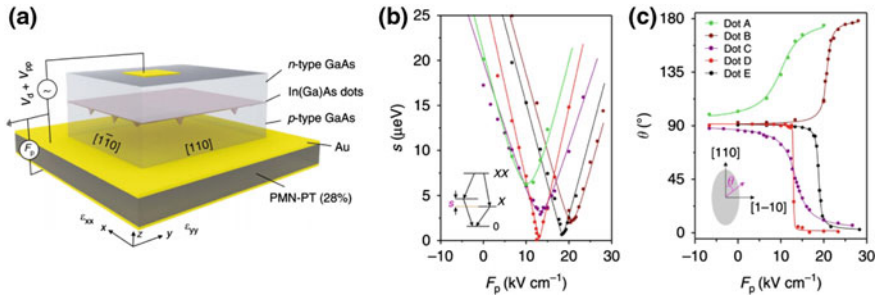 (a)
V_d + V_pp
~
F_p
n-type GaAs
In(Ga)As dots
p-type GaAs
[1ī0]
[110]
Au
PMN-PT (28%)
ε_xx
x
z
y
ε_yy
(b)
s (μeV)
25
20
15
10
5
0
XX
s
X
0
−10
0
10
20
30
F_p (kV cm⁻¹)
(c)
θ (°)
180
135
90
45
0
Dot A
Dot B
Dot C
Dot D
Dot E
[110]
θ
[1–10]
−10
0
10
20
30
F_p (kV cm⁻¹)